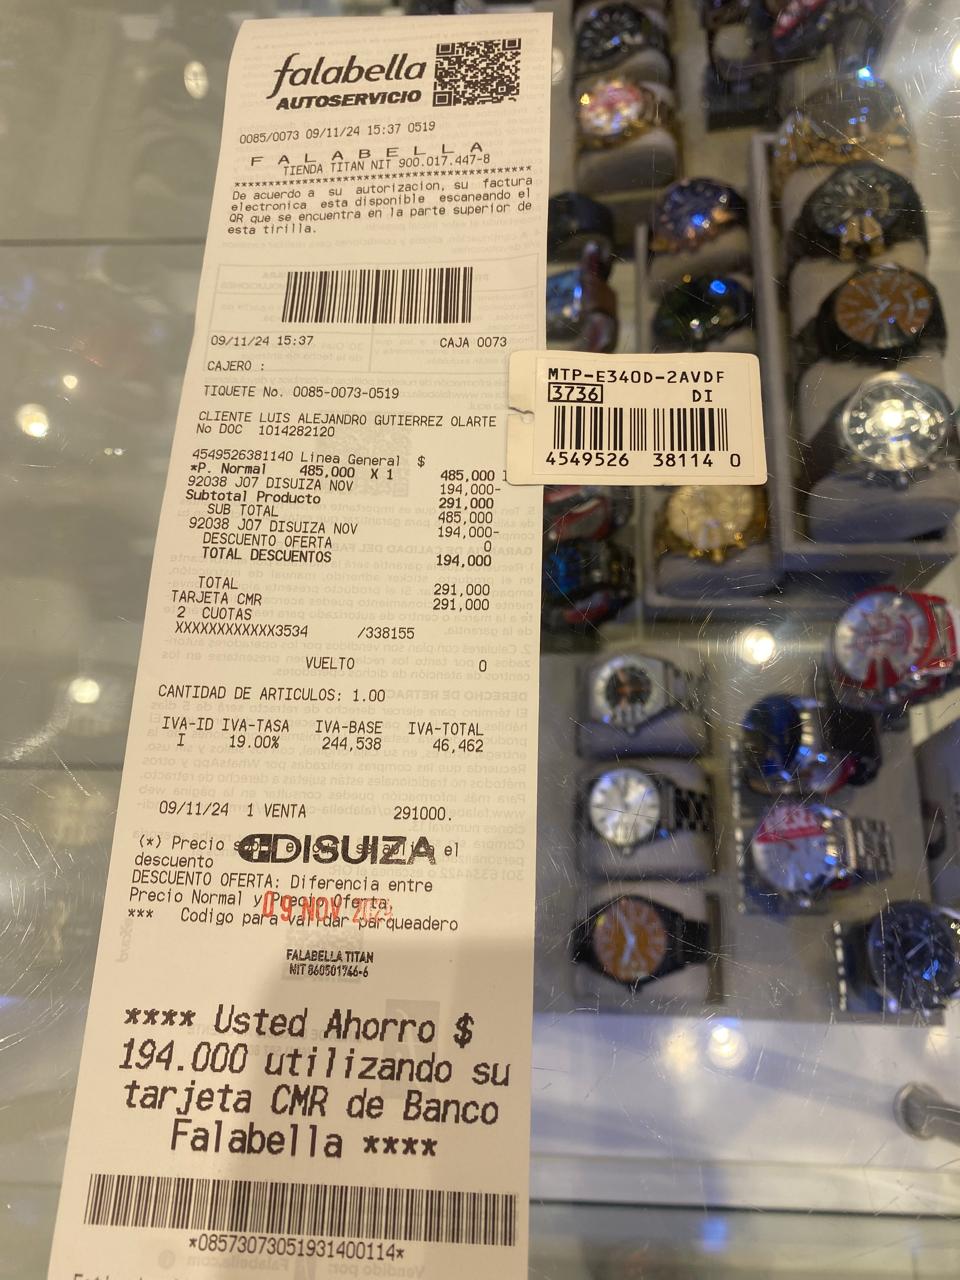 falabella
AUTOSERVICIO
0085/0073 09/11/24 15:37 0519
F A L A B E L L A
TIENDA TITAN NIT 900.017.447-8
****************************************
De acuerdo a su autorizacion, su factura
electronica esta disponible escaneando el
QR que se encuentra en la parte superior de
esta tirilla.
09/11/24 15:37 CAJA 0073
CAJERO :
TIQUETE No. 0085-0073-0519
CLIENTE LUIS ALEJANDRO GUTIERREZ OLARTE
No DOC 1014282120
4549526381140 Linea General $
*P. Normal 485,000 X 1 485,000 I
92038 J07 DISUIZA NOV 194,000-
Subtotal Producto 291,000
SUB TOTAL 485,000
92038 J07 DISUIZA NOV 194,000-
DESCUENTO OFERTA 0
TOTAL DESCUENTOS 194,000
TOTAL 291,000
TARJETA CMR 291,000
2 CUOTAS
XXXXXXXXXXXX3534 /338155
VUELTO 0
CANTIDAD DE ARTICULOS: 1.00
IVA-ID IVA-TASA IVA-BASE IVA-TOTAL
I 19.00% 244,538 46,462
09/11/24 1 VENTA 291000.
(*) Precio el
DISUIZA
descuento
DESCUENTO OFERTA: Diferencia entre
Precio Normal y Precio Oferta.
09 NOV
*** Codigo para validar parqueadero
FALABELLA TITAN
NIT 860501746-6
**** Usted Ahorro $
194.000 utilizando su
tarjeta CMR de Banco
Falabella ****
*08573073051931400114*
MTP-E340D-2AVDF
3736 DI
4549526 38114 0